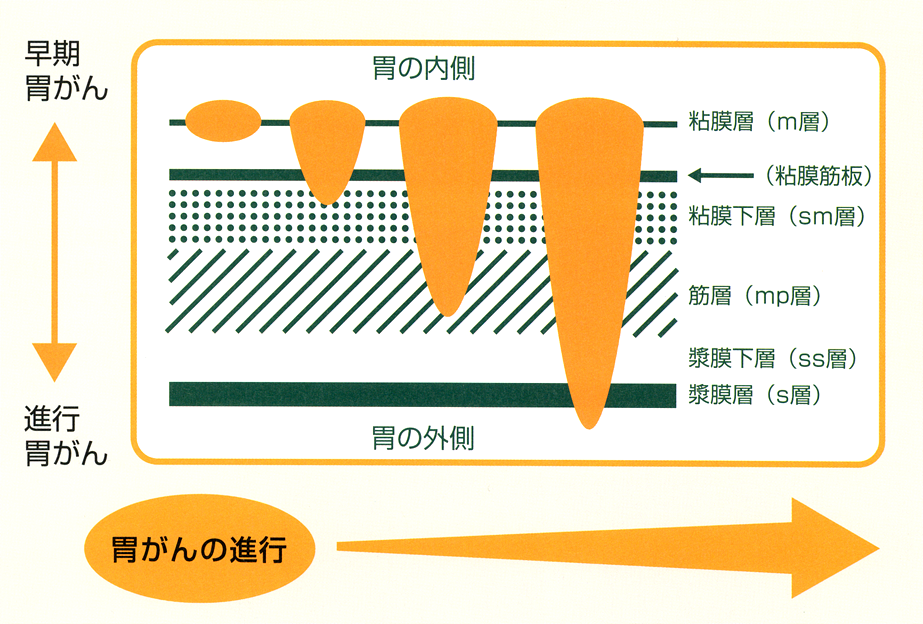 早期
胃がん
胃の内側
粘膜層（m層）
（粘膜筋板）
粘膜下層（sm層）
筋層（mp層）
漿膜下層（ss層）
漿膜層（s層）
胃の外側
進行
胃がん
胃がんの進行